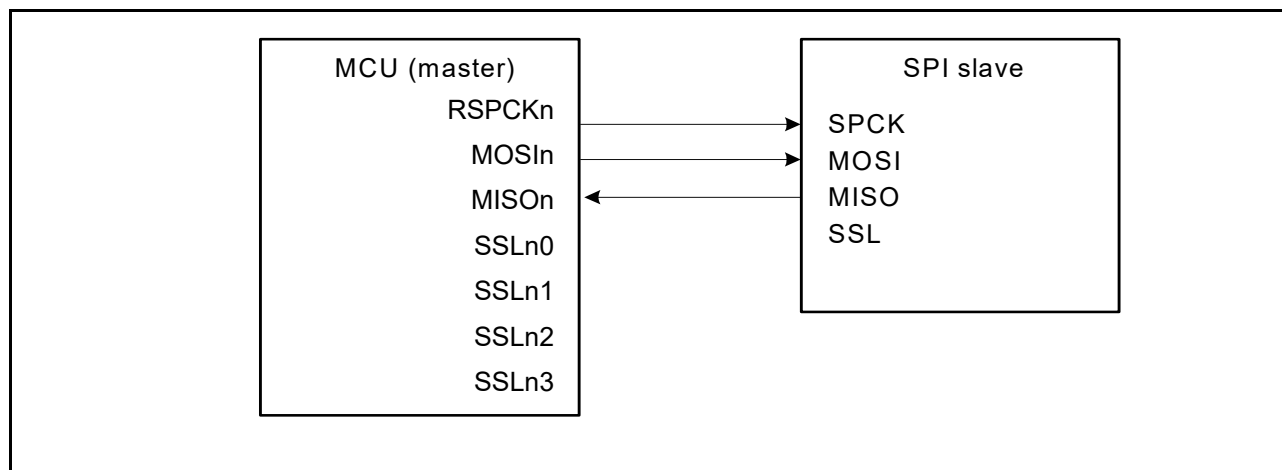 MCU (master)
RSPCKn
MOSIn
MISOn
SSLn0
SSLn1
SSLn2
SSLn3
SPI slave
SPCK
MOSI
MISO
SSL